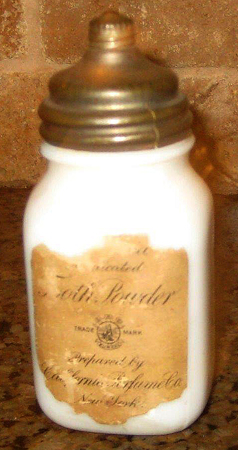 Tooth Powder
TRADE MARK
Prepared by
California Perfume Co.
New York.